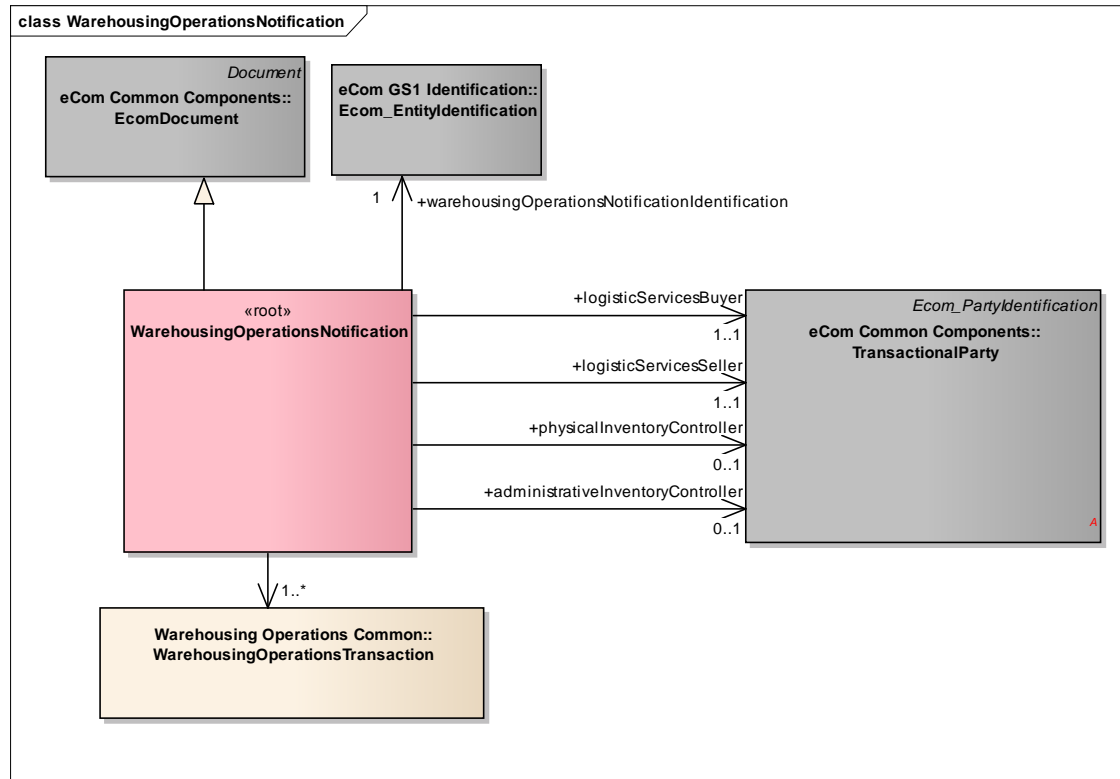 class WarehousingOperationsNotification
Document
eCom Common Components::
EcomDocument
eCom GS1 Identification::
Ecom_EntityIdentification
1
+warehousingOperationsNotificationIdentification
«root»
WarehousingOperationsNotification
+logisticServicesBuyer
1..1
+logisticServicesSeller
1..1
+physicalInventoryController
0..1
+administrativeInventoryController
0..1
Ecom_PartyIdentification
eCom Common Components::
TransactionalParty
A
1..*
Warehousing Operations Common::
WarehousingOperationsTransaction